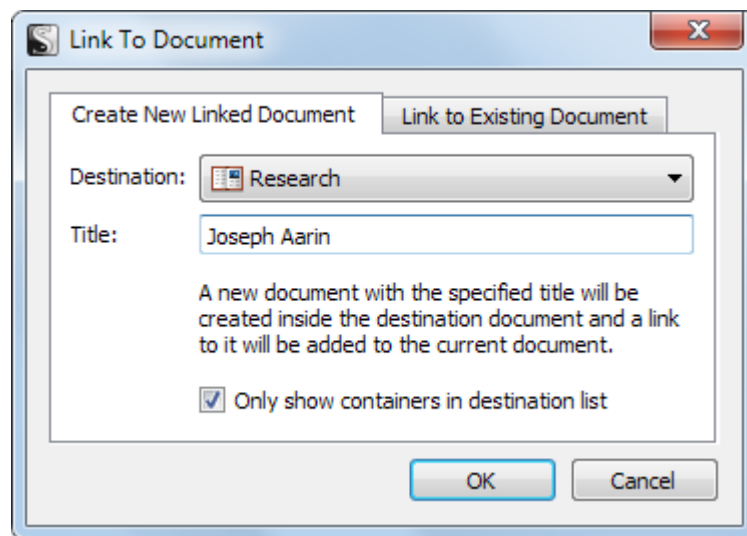 Link To Document
Create New Linked Document
Link to Existing Document
Destination:
Research
Title:
Joseph Aarin
A new document with the specified title will be
created inside the destination document and a link
to it will be added to the current document.
Only show containers in destination list
OK
Cancel